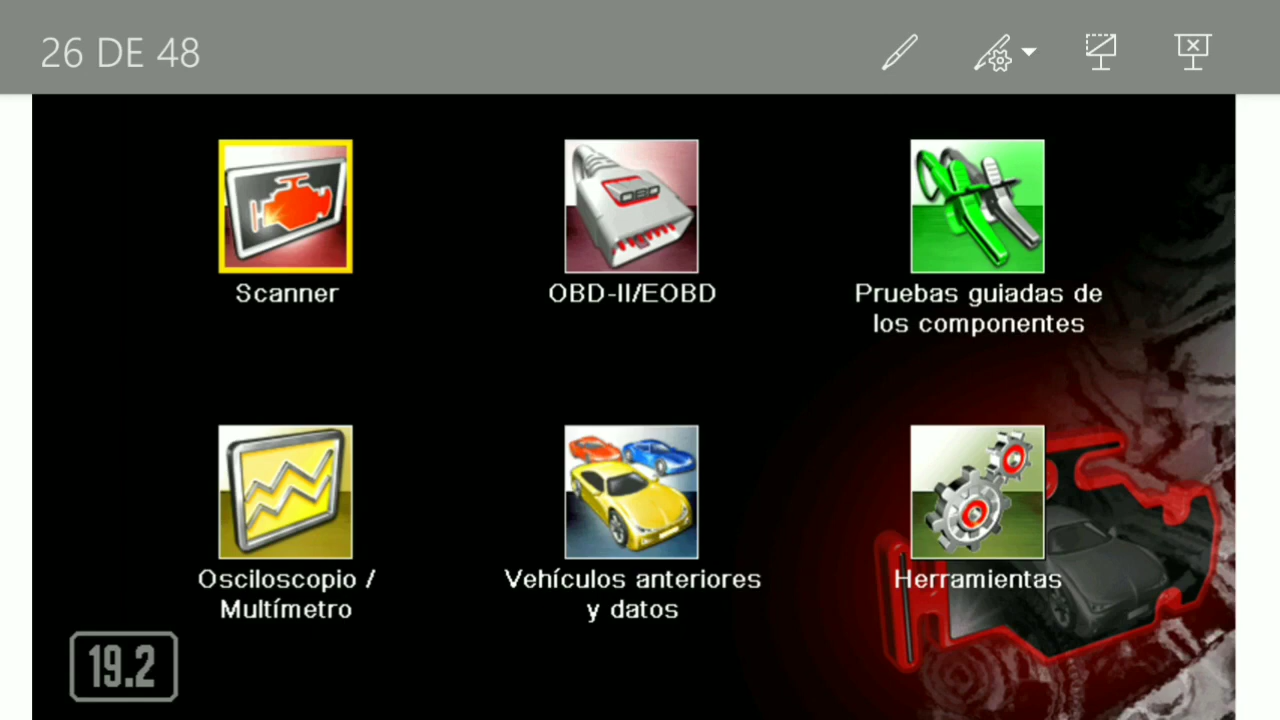 26 DE 48
Scanner
OBD
OBD-II/EOBD
Pruebas guiadas de
los componentes
Osciloscopio /
Multímetro
Vehículos anteriores
y datos
Herramientas
19.2